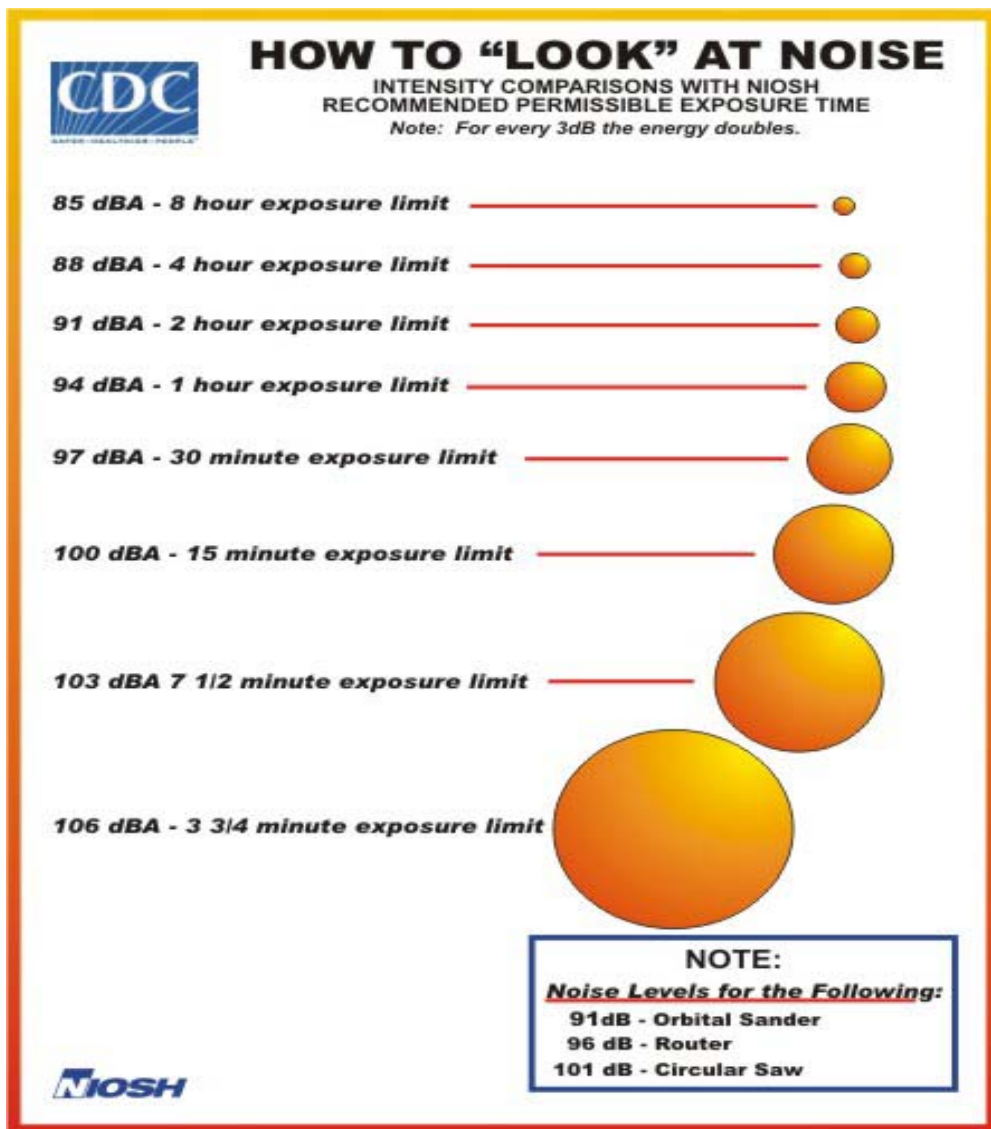 CDC
SAFER•HEALTHIER•PEOPLE™
HOW TO “LOOK” AT NOISE
INTENSITY COMPARISONS WITH NIOSH
RECOMMENDED PERMISSIBLE EXPOSURE TIME
Note: For every 3dB the energy doubles.
85 dBA - 8 hour exposure limit
88 dBA - 4 hour exposure limit
91 dBA - 2 hour exposure limit
94 dBA - 1 hour exposure limit
97 dBA - 30 minute exposure limit
100 dBA - 15 minute exposure limit
103 dBA 7 1/2 minute exposure limit
106 dBA - 3 3/4 minute exposure limit
NOTE:
Noise Levels for the Following:
91dB - Orbital Sander
96 dB - Router
101 dB - Circular Saw
NIOSH